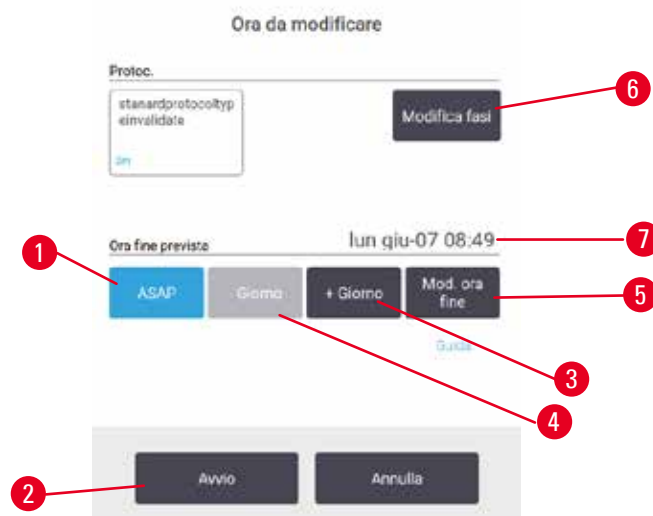 Ora da modificare
Protoc.
stanardprotocoltyp
einvalidate
Modifica fasi
6
Ora fine prevista
lun giu-07 08:49
7
1
ASAP
Giorno
+ Giorno
Mod. ora
fine
5
Guida
3
4
Avvio
Annulla
2